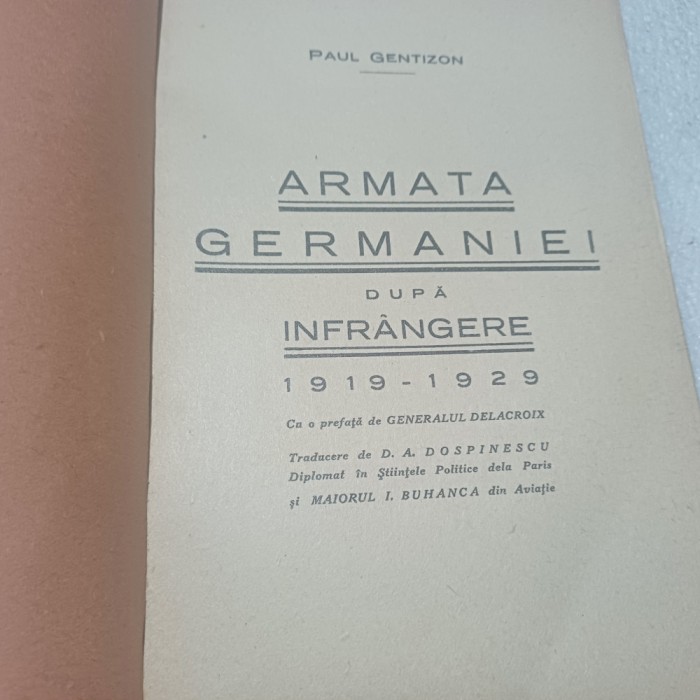 PAUL GENTIZON
ARMATA
GERMANIEI
DUPĂ
INFRÂNGERE
1919-1929
Cu o prefață de GENERALUL DELACROIX
Traducere de D. A. DOSPINESCU
Diplomat în Științele Politice dela Paris
și MAIORUL I. BUHANCA din Aviație